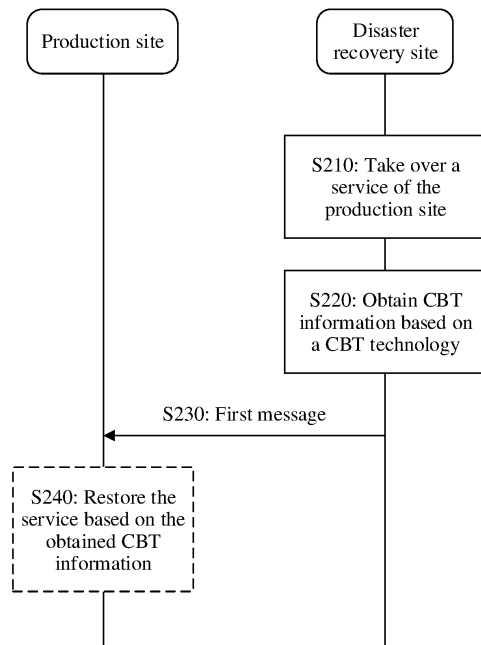 Production site
Disaster
recovery site
S210: Take over a
service of the
production site
S220: Obtain CBT
information based on
a CBT technology
S230: First message
S240: Restore the
service based on the
obtained CBT
information